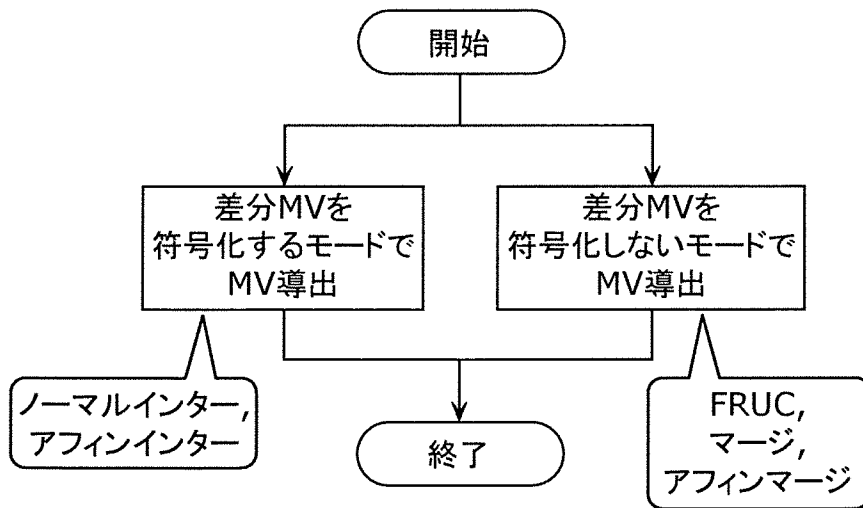 開始
差分MVを
符号化するモードで
MV導出
差分MVを
符号化しないモードで
MV導出
ノーマルインター,
アフィンインター
FRUC,
マージ,
アフィンマージ
終了